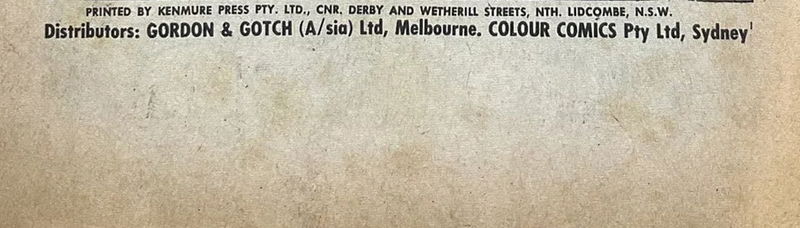 PRINTED BY KENMURE PRESS PTY. LTD., CNR. DERBY AND WETHERILL STREETS, NTH. LIDCOMBE, N.S.W.
Distributors: GORDON & GOTCH (A/sia) Ltd, Melbourne. COLOUR COMICS Pty Ltd, Sydney